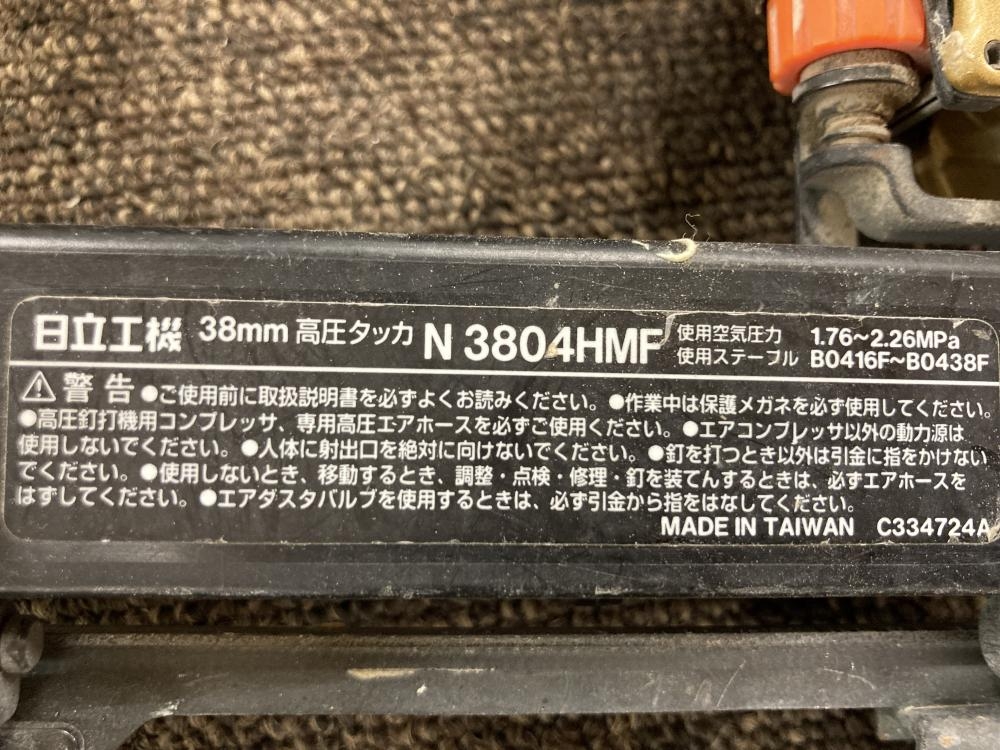 日立工機 38mm 高圧タッカ N 3804HMF 使用空気圧力 1.76~2.26MPa
使用ステープル B0416F~B0438F
⚠ 警告 ●ご使用前に取扱説明書を必ずよくお読みください。●作業中は保護メガネを必ず使用してください。
●高圧釘打機用コンプレッサ、専用高圧エアホースを必ずご使用ください。●エアコンプレッサ以外の動力源は
使用しないでください。●人体に射出口を絶対に向けないでください。●釘を打つとき以外は引金に指をかけない
でください。●使用しないとき、移動するとき、調整・点検・修理・釘を装てんするときは、必ずエアホースを
はずしてください。●エアダスタバルブを使用するときは、必ず引金から指をはなしてください。
MADE IN TAIWAN C334724A